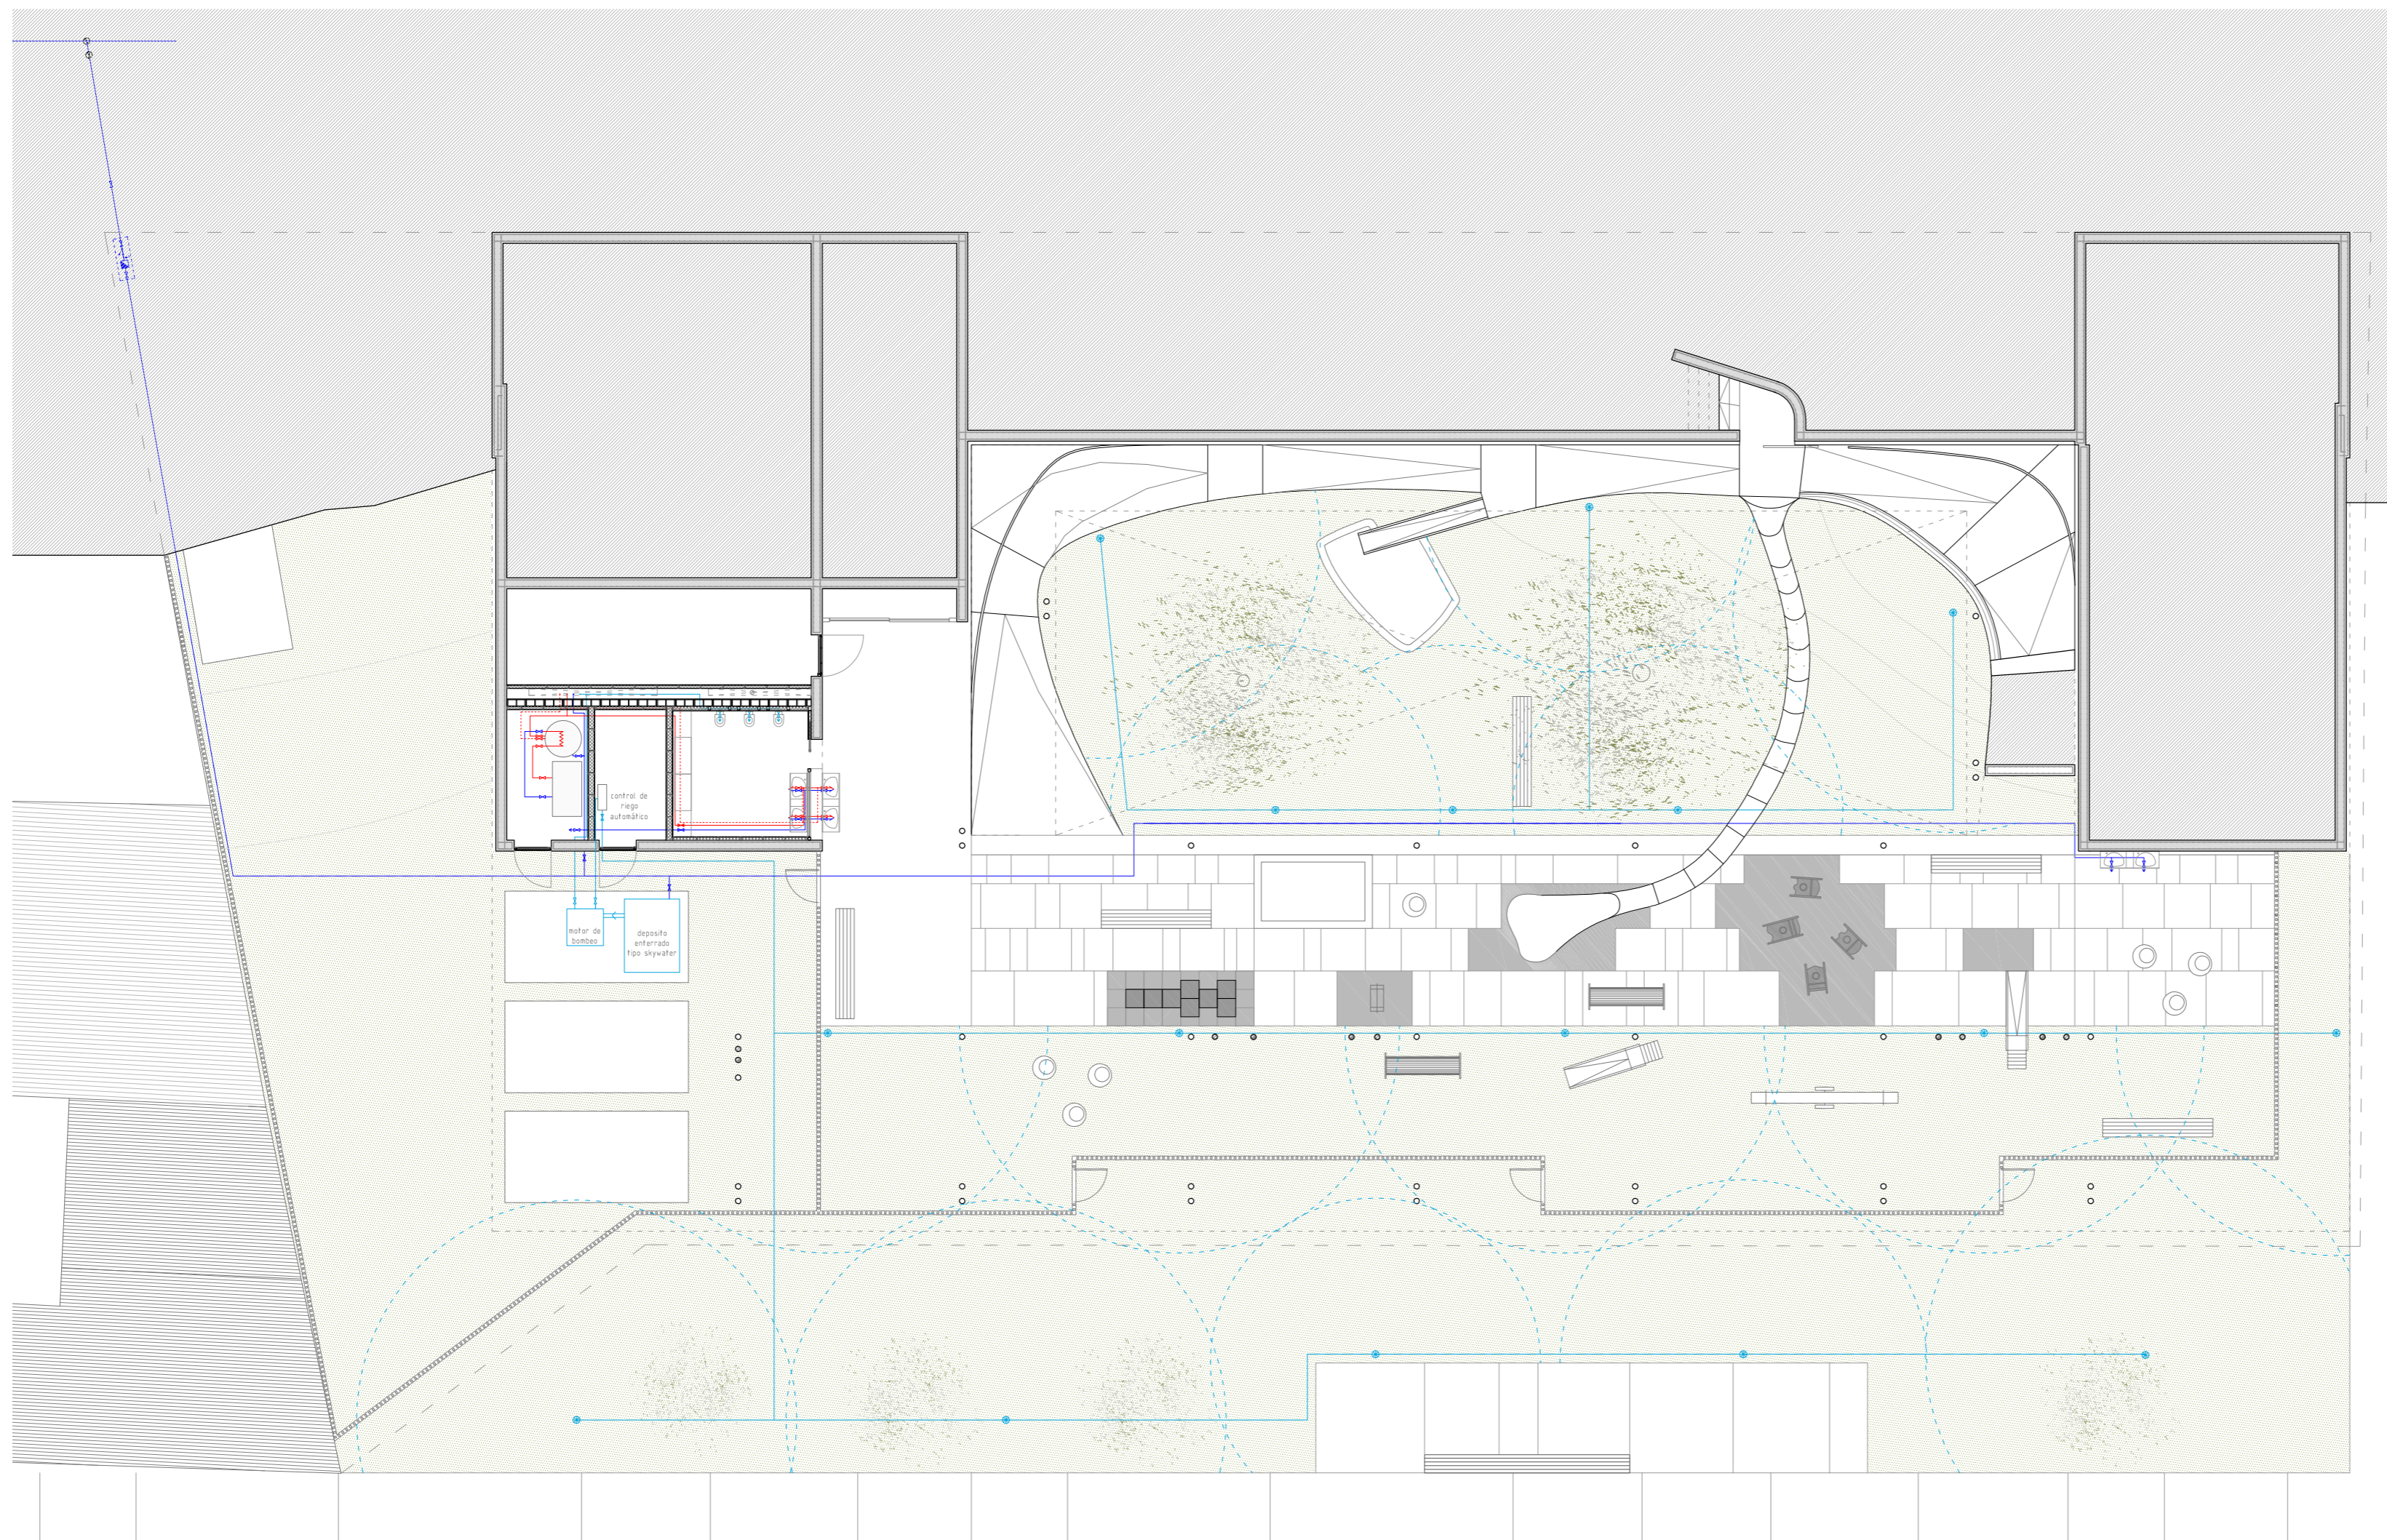 control de
riego
automático
motor de
bombeo
deposito
enterrado
tipo skywater